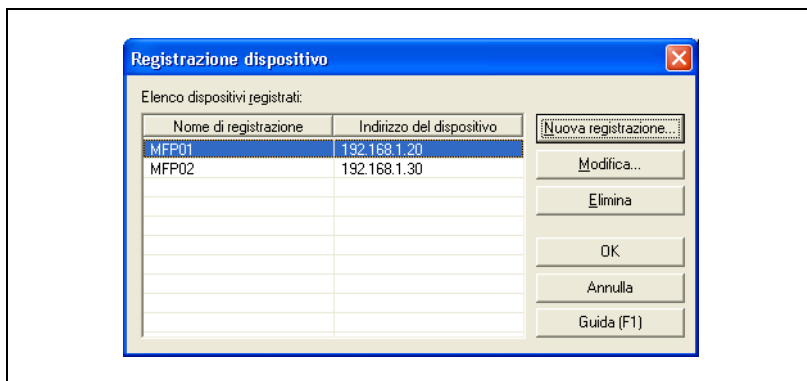 Registrazione dispositivo
Elenco dispositivi registrati:
Nome di registrazione Indirizzo del dispositivo
MFP01 192.168.1.20
MFP02 192.168.1.30
Nuova registrazione...
Modifica...
Elimina
OK
Annulla
Guida (F1)